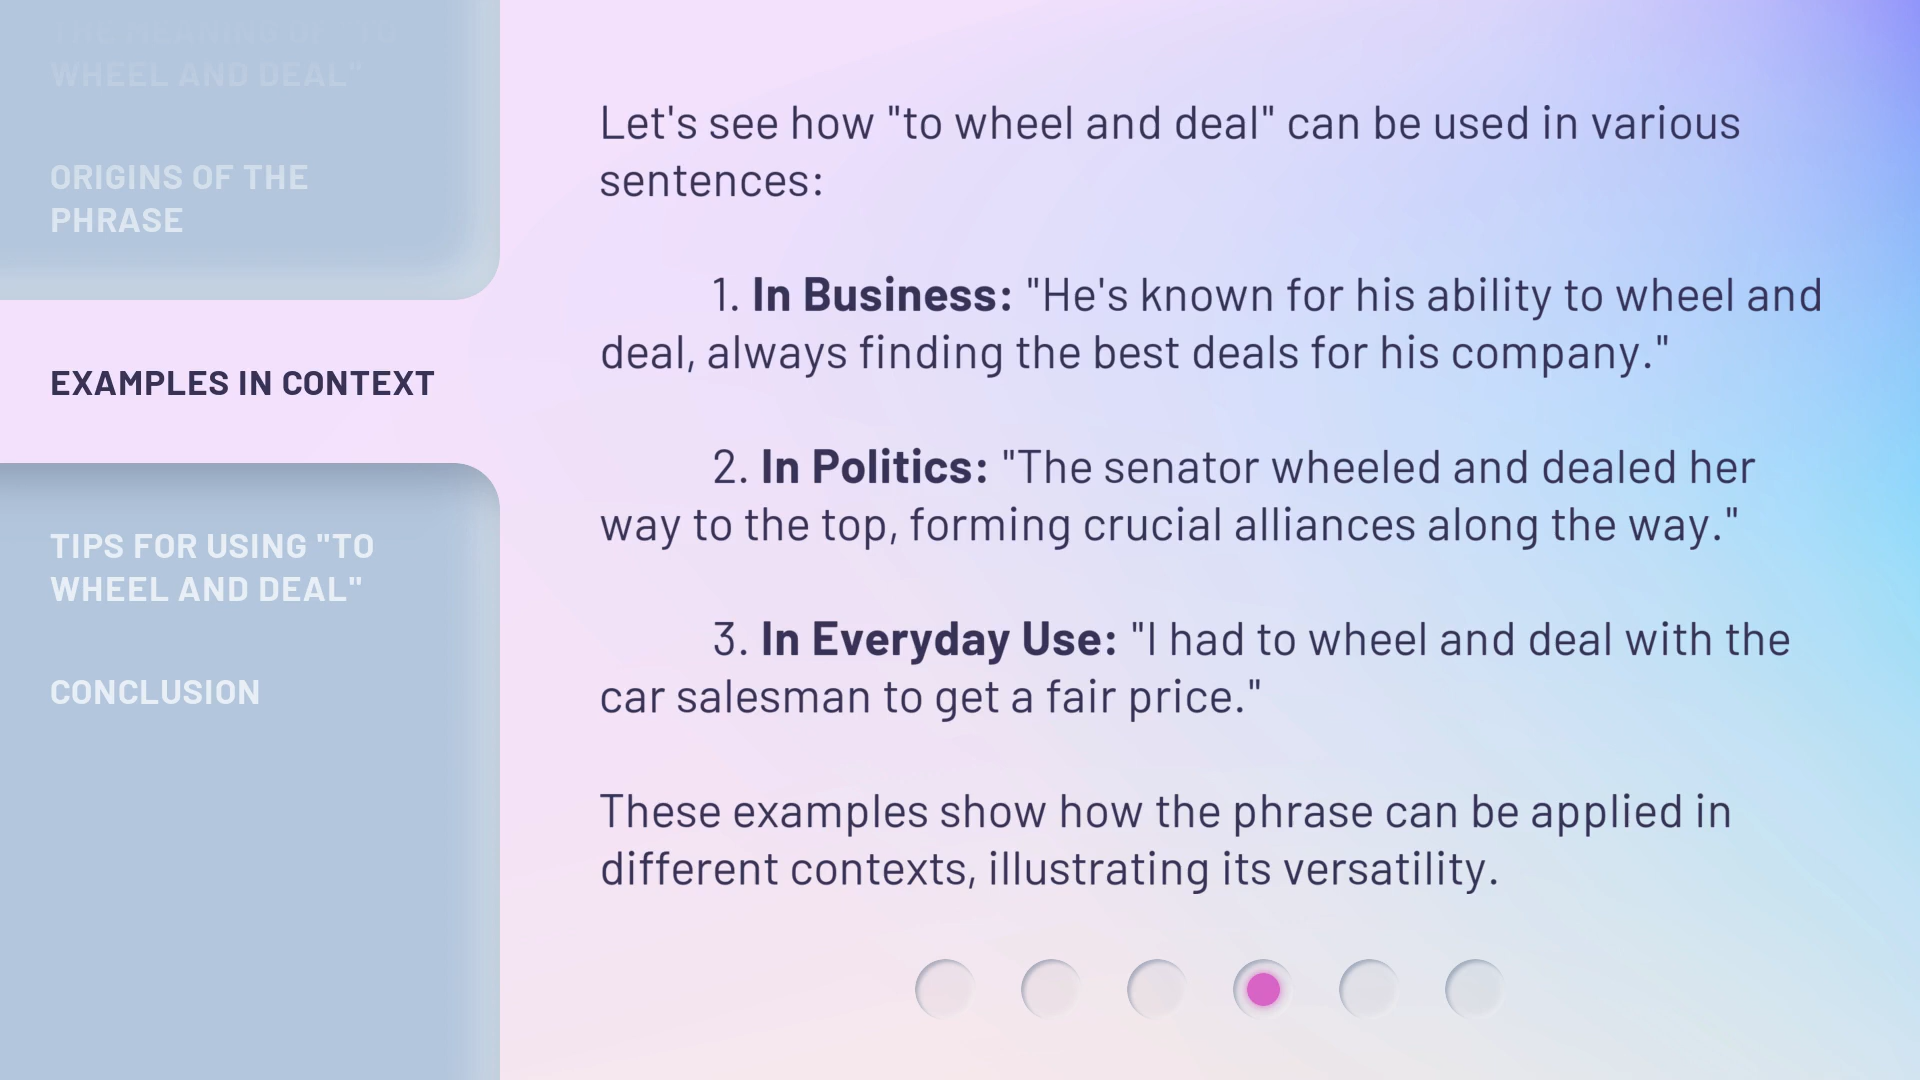 THE MEANING OF "TO
WHEEL AND DEAL"
ORIGINS OF THE
PHRASE
EXAMPLES IN CONTEXT
TIPS FOR USING "TO
WHEEL AND DEAL"
CONCLUSION
Let's see how "to wheel and deal" can be used in various
sentences:
1. In Business: "He's known for his ability to wheel and
deal, always finding the best deals for his company."
2. In Politics: "The senator wheeled and dealed her
way to the top, forming crucial alliances along the way."
3. In Everyday Use: "I had to wheel and deal with the
car salesman to get a fair price."
These examples show how the phrase can be applied in
different contexts, illustrating its versatility.